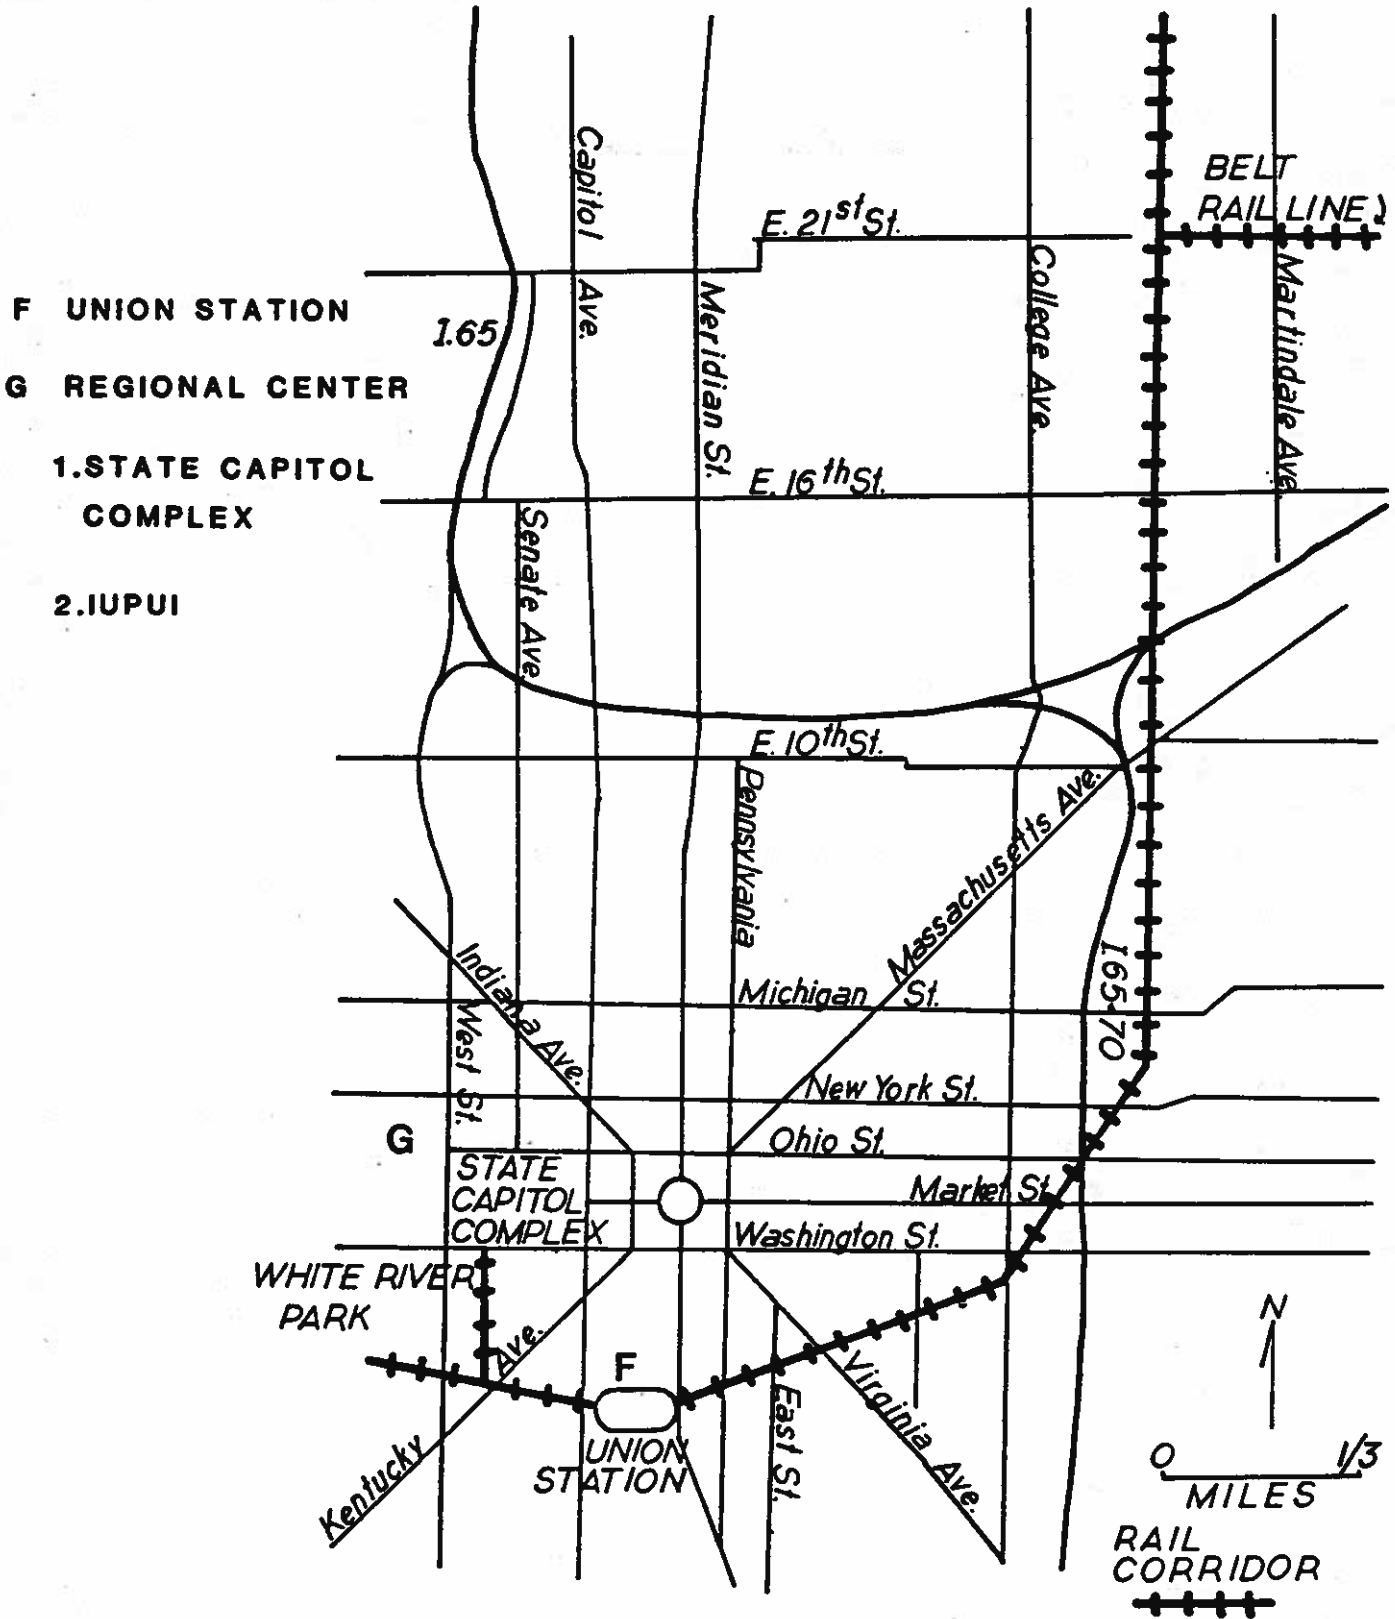 BELT
RAIL LINE
Capitol Ave.
E. 21st St.
F UNION STATION
I.65
Meridian St.
College Ave.
Martindale Ave.
G REGIONAL CENTER
1.STATE CAPITOL
COMPLEX
E. 16th St.
Senate Ave.
2.IUPUI
E. 10th St.
Pennsylvania
Massachusetts Ave.
Indiana Ave.
I.65-70
Michigan St.
West St.
New York St.
G
Ohio St.
STATE
CAPITOL
COMPLEX
Market St.
Washington St.
WHITE RIVER
PARK
N
Kentucky Ave.
F
Virginia Ave.
East St.
UNION
STATION
0 1/3
MILES
RAIL
CORRIDOR